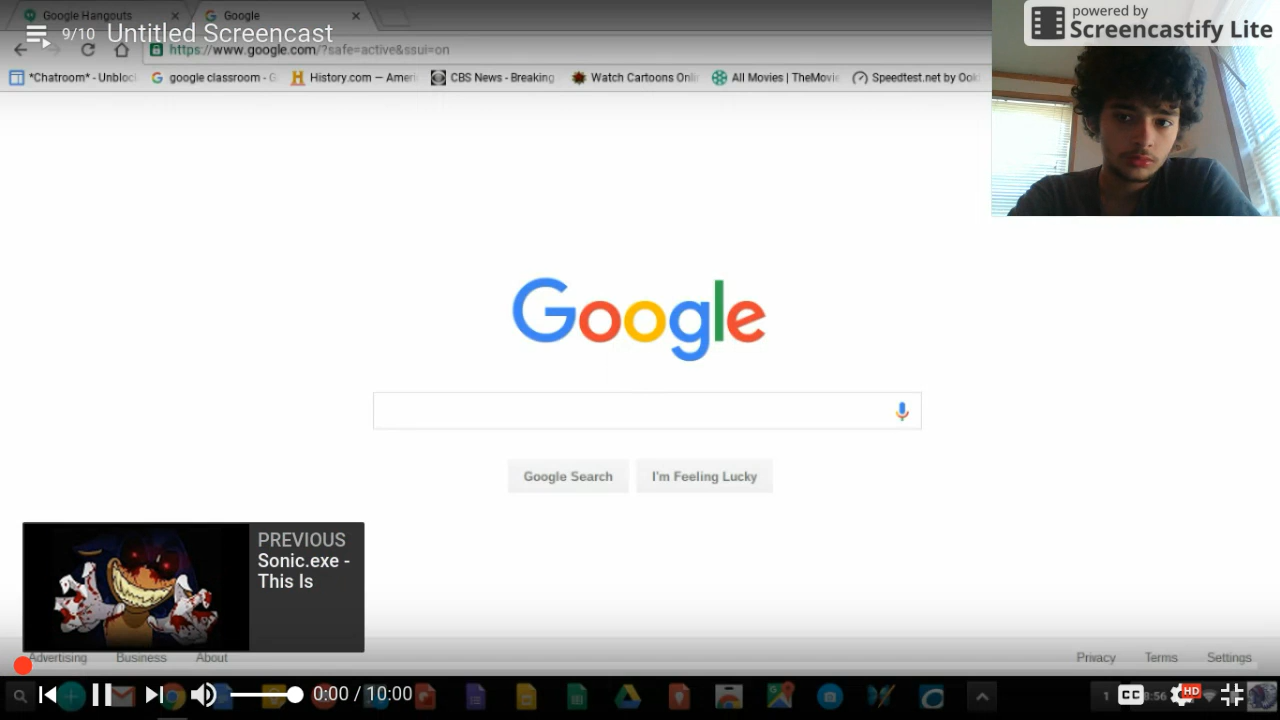 Google Hangouts
Google
9/10 Untitled Screencast
https://www.google.com/?safe=active&ssui=on
*Chatroom* - Unbloc
google classroom - G
History.com — Ameri
CBS News - Breaking
Watch Cartoons Onli
All Movies | TheMovie
Speedtest.net by Ook
powered by
Screencastify Lite
Google
Google Search
I'm Feeling Lucky
PREVIOUS
Sonic.exe -
This Is
Advertising
Business
About
Privacy
Terms
Settings
0:00 / 10:00
1
:56
CC
HD